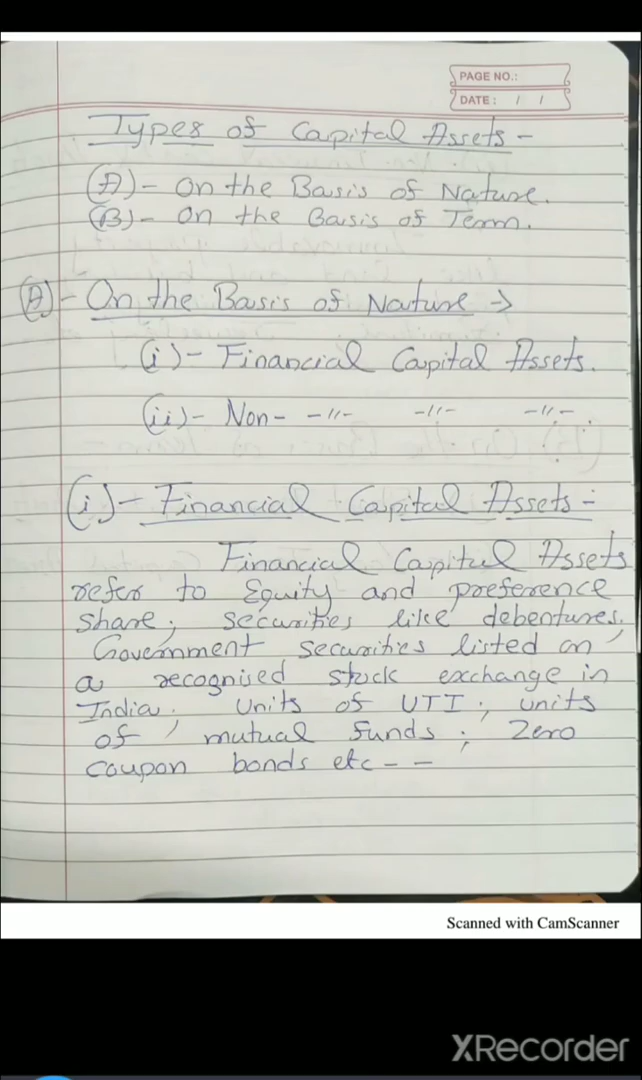 PAGE NO.:
DATE: / /
Types of Capital Assets -
(A) - On the Basis of Nature.
(B) - On the Basis of Term.
(A) - On the Basis of Nature →
(i) - Financial Capital Assets.
(ii) - Non- -〃- -〃- -〃-
(i) - Financial Capital Assets -
Financial Capital Assets
refer to Equity and preference
share, securities like debentures,
Government securities listed on
a recognised stock exchange in
India, Units of UTI, units
of mutual funds, Zero
coupon bonds etc - -
Scanned with CamScanner
XRecorder